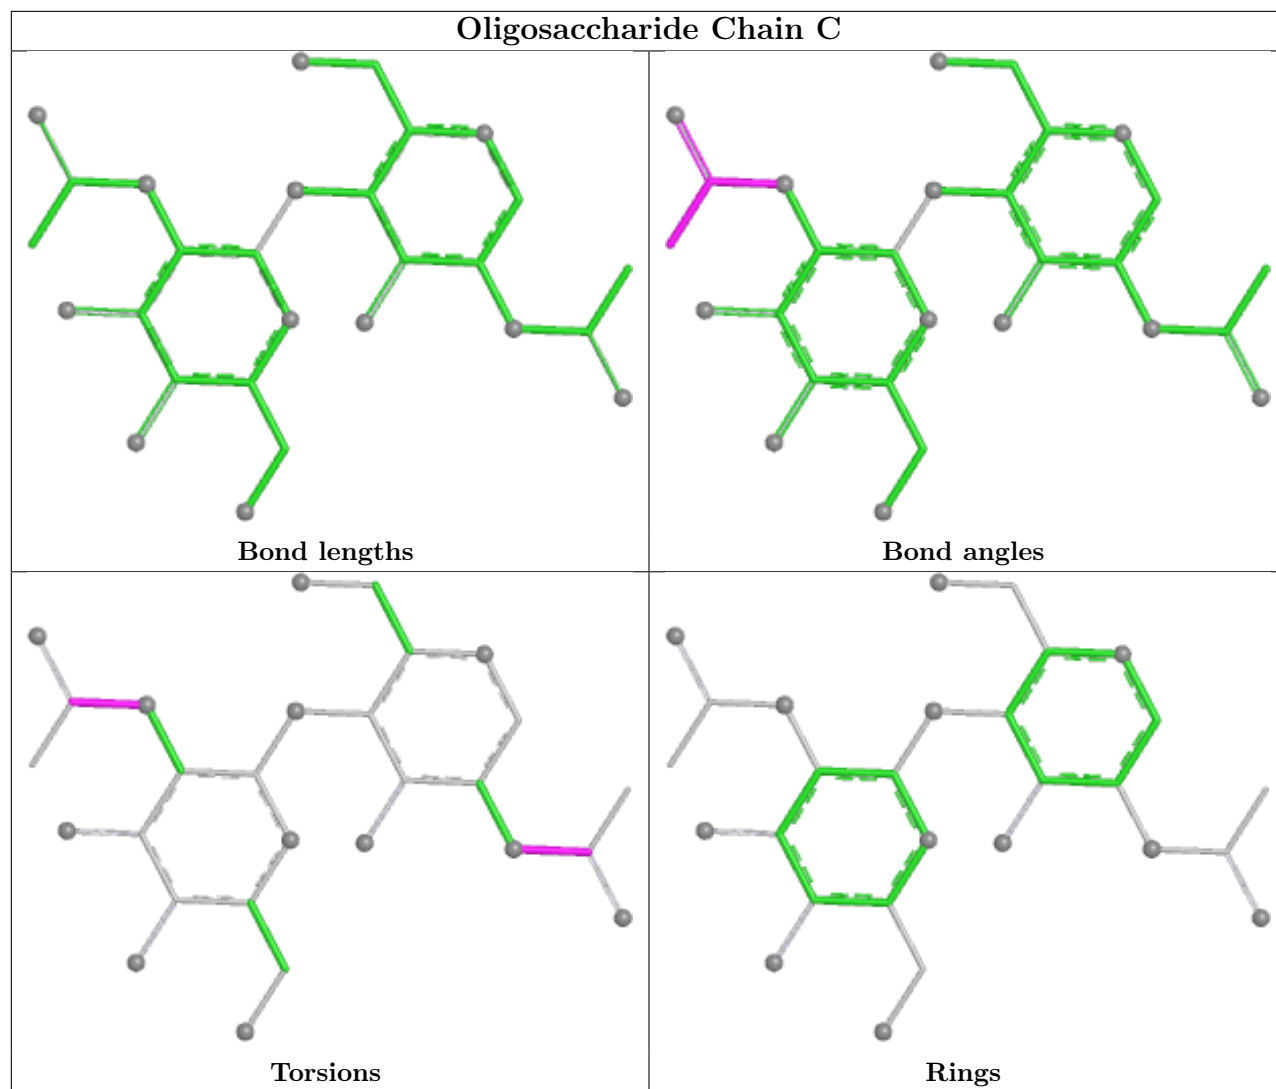 Oligosaccharide Chain C
Bond lengths
Bond angles
Torsions
Rings